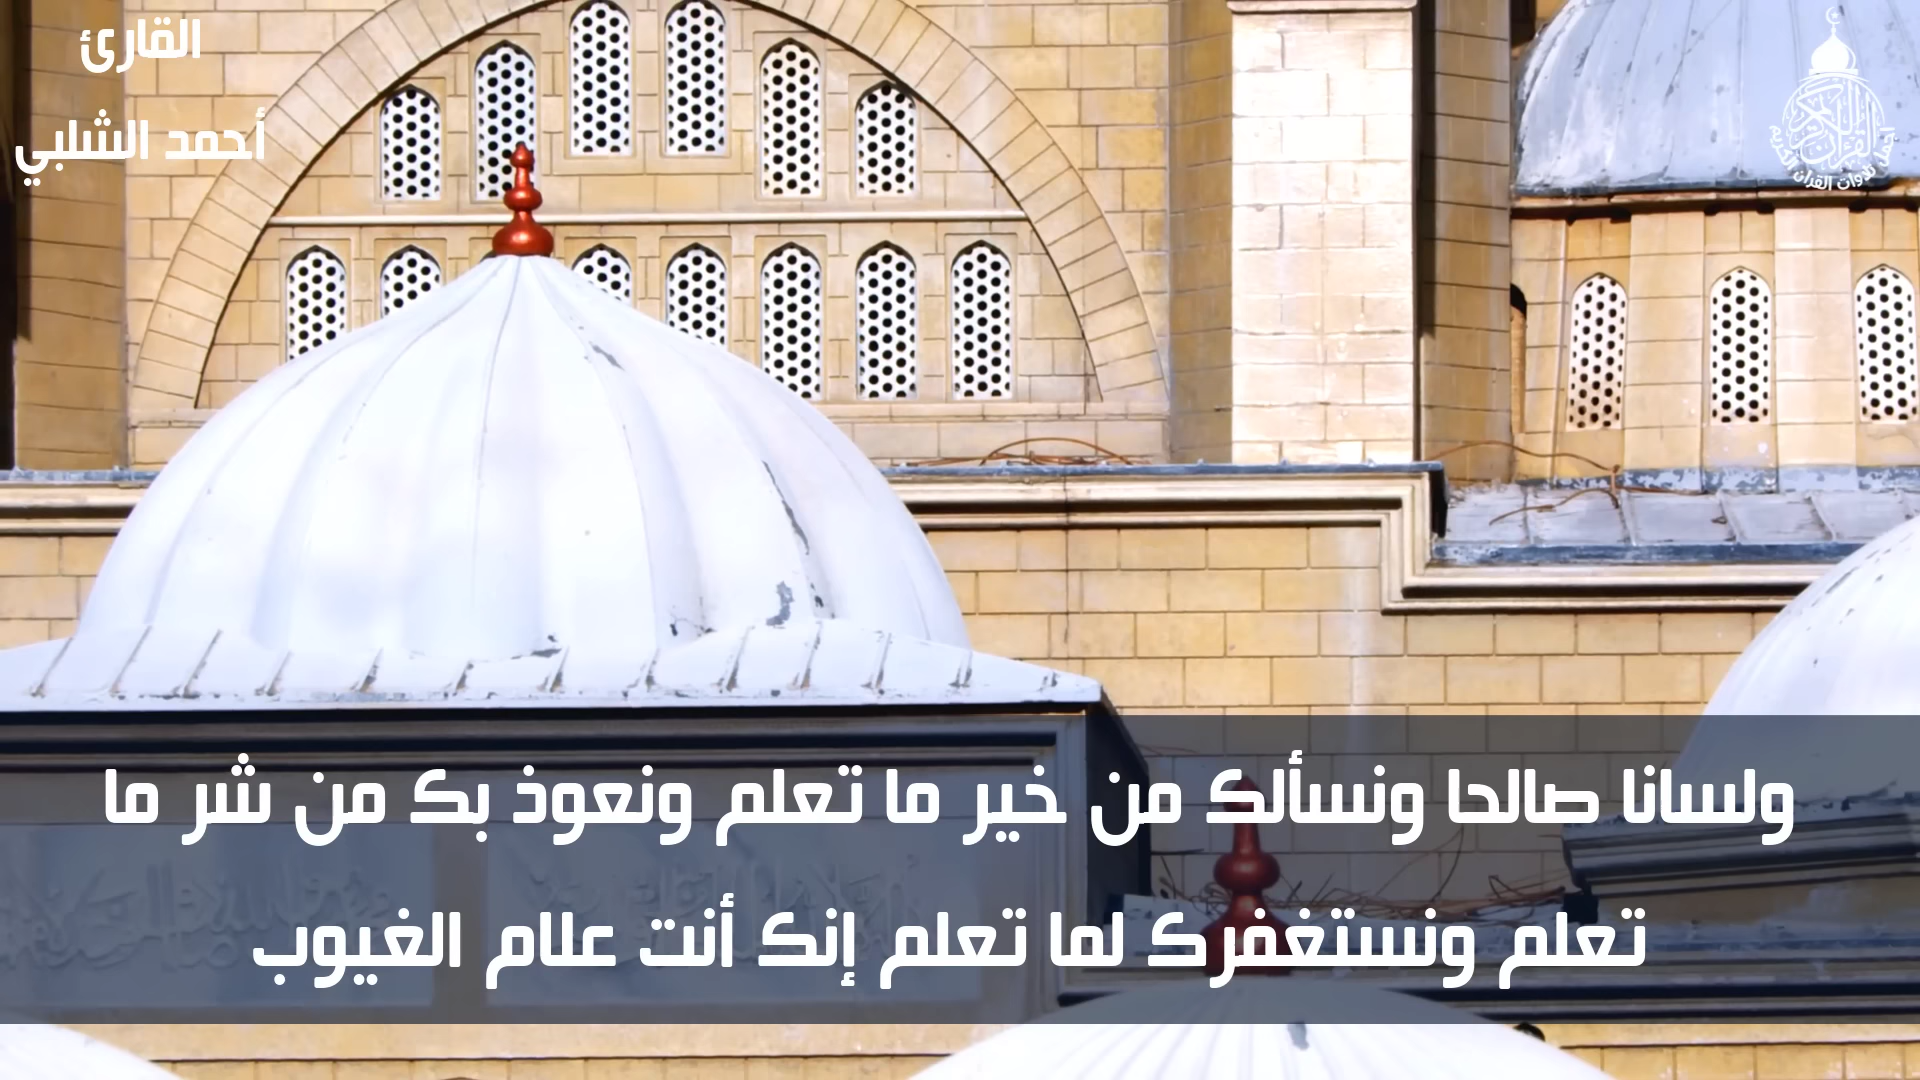 القارئ
أحمد الشلبي
ولسانا صالحا ونسألك من خير ما تعلم ونعوذ بك من شر ما
تعلم ونستغفرك لما تعلم إنك أنت علام الغيوب